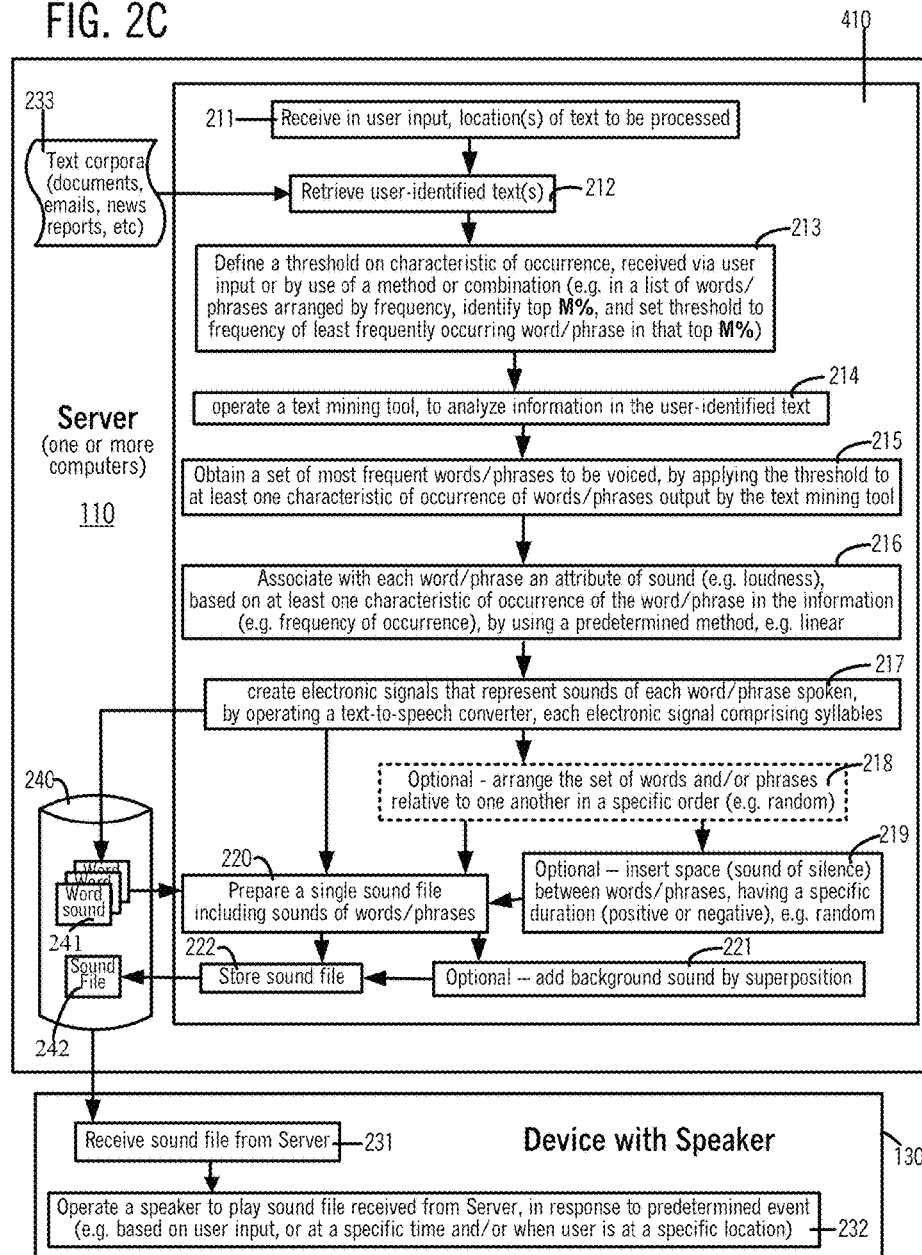 FIG. 2C
410
233
Text corpora
(documents,
emails, news
reports, etc)
211
Receive in user input, location(s) of text to be processed
Retrieve user-identified text(s)
212
213
Define a threshold on characteristic of occurrence, received via user
input or by use of a method or combination (e.g. in a list of words/
phrases arranged by frequency, identify top M%, and set threshold to
frequency of least frequently occurring word/phrase in that top M%)
214
operate a text mining tool, to analyze information in the user-identified text
Server
(one or more
computers)
110
215
Obtain a set of most frequent words/phrases to be voiced, by applying the threshold to
at least one characteristic of occurrence of words/phrases output by the text mining tool
216
Associate with each word/phrase an attribute of sound (e.g. loudness),
based on at least one characteristic of occurrence of the word/phrase in the information
(e.g. frequency of occurrence), by using a predetermined method, e.g. linear
217
create electronic signals that represent sounds of each word/phrase spoken,
by operating a text-to-speech converter, each electronic signal comprising syllables
218
Optional - arrange the set of words and/or phrases
relative to one another in a specific order (e.g. random)
240
219
Optional – insert space (sound of silence)
between words/phrases, having a specific
duration (positive or negative), e.g. random
220
Prepare a single sound file
including sounds of words/phrases
Word
Word
Word
sound
241
221
Optional – add background sound by superposition
222
Store sound file
Sound
File
242
Receive sound file from Server
231
Device with Speaker
130
Operate a speaker to play sound file received from Server, in response to predetermined event
(e.g. based on user input, or at a specific time and/or when user is at a specific location)
232